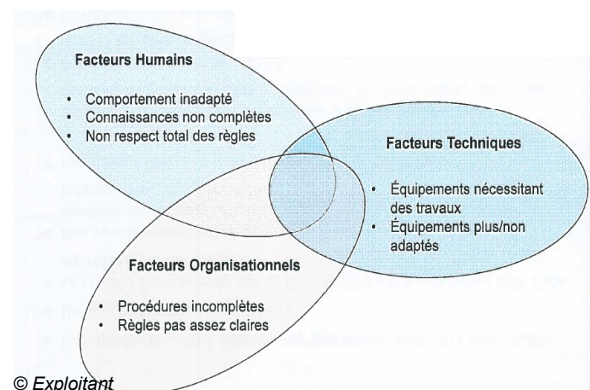 Facteurs Humains
• Comportement inadapté
• Connaissances non complètes
• Non respect total des règles
Facteurs Techniques
• Équipements nécessitant
des travaux
• Équipements plus/non
adaptés
Facteurs Organisationnels
• Procédures incomplètes
• Règles pas assez claires
© Exploitant